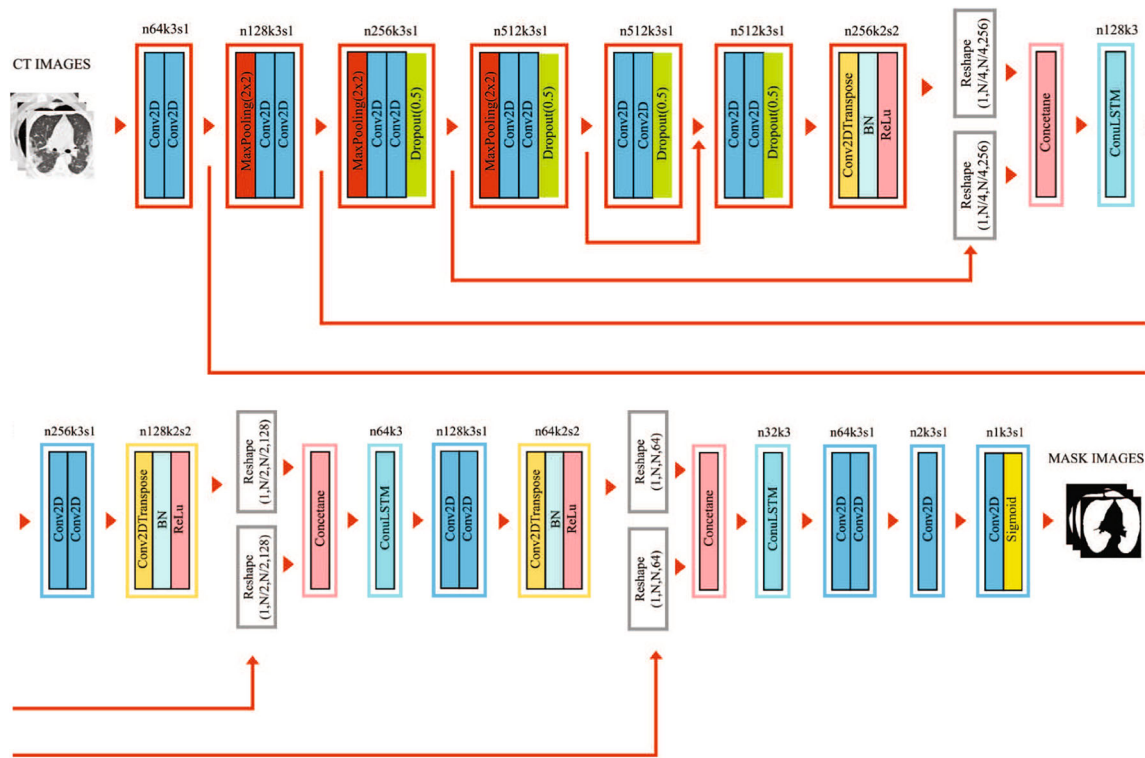 n64k3s1
n128k3s1
n256k3s1
n512k3s1
n512k3s1
n512k3s1
n256k2s2
n128k3
CT IMAGES
Conv2D
Conv2D
MaxPooling(2x2)
Conv2D
Conv2D
MaxPooling(2x2)
Conv2D
Conv2D
Dropout(0.5)
MaxPooling(2x2)
Conv2D
Conv2D
Dropout(0.5)
Conv2D
Conv2D
Dropout(0.5)
Conv2D
Conv2D
Dropout(0.5)
Conv2DTranspose
BN
ReLu
Reshape
(1,N/4,N/4,256)
Reshape
(1,N/4,N/4,256)
Concetane
ConuLSTM
n256k3s1
n128k2s2
n64k3
n128k3s1
n64k2s2
n32k3
n64k3s1
n2k3s1
n1k3s1
Conv2D
Conv2D
Conv2DTranspose
BN
ReLu
Reshape
(1,N/2,N/2,128)
Reshape
(1,N/2,N/2,128)
Concetane
ConuLSTM
Conv2D
Conv2D
Conv2DTranspose
BN
ReLu
Reshape
(1,N,N,64)
Reshape
(1,N,N,64)
Concetane
ConuLSTM
Conv2D
Conv2D
Conv2D
Conv2D
Sigmoid
MASK IMAGES